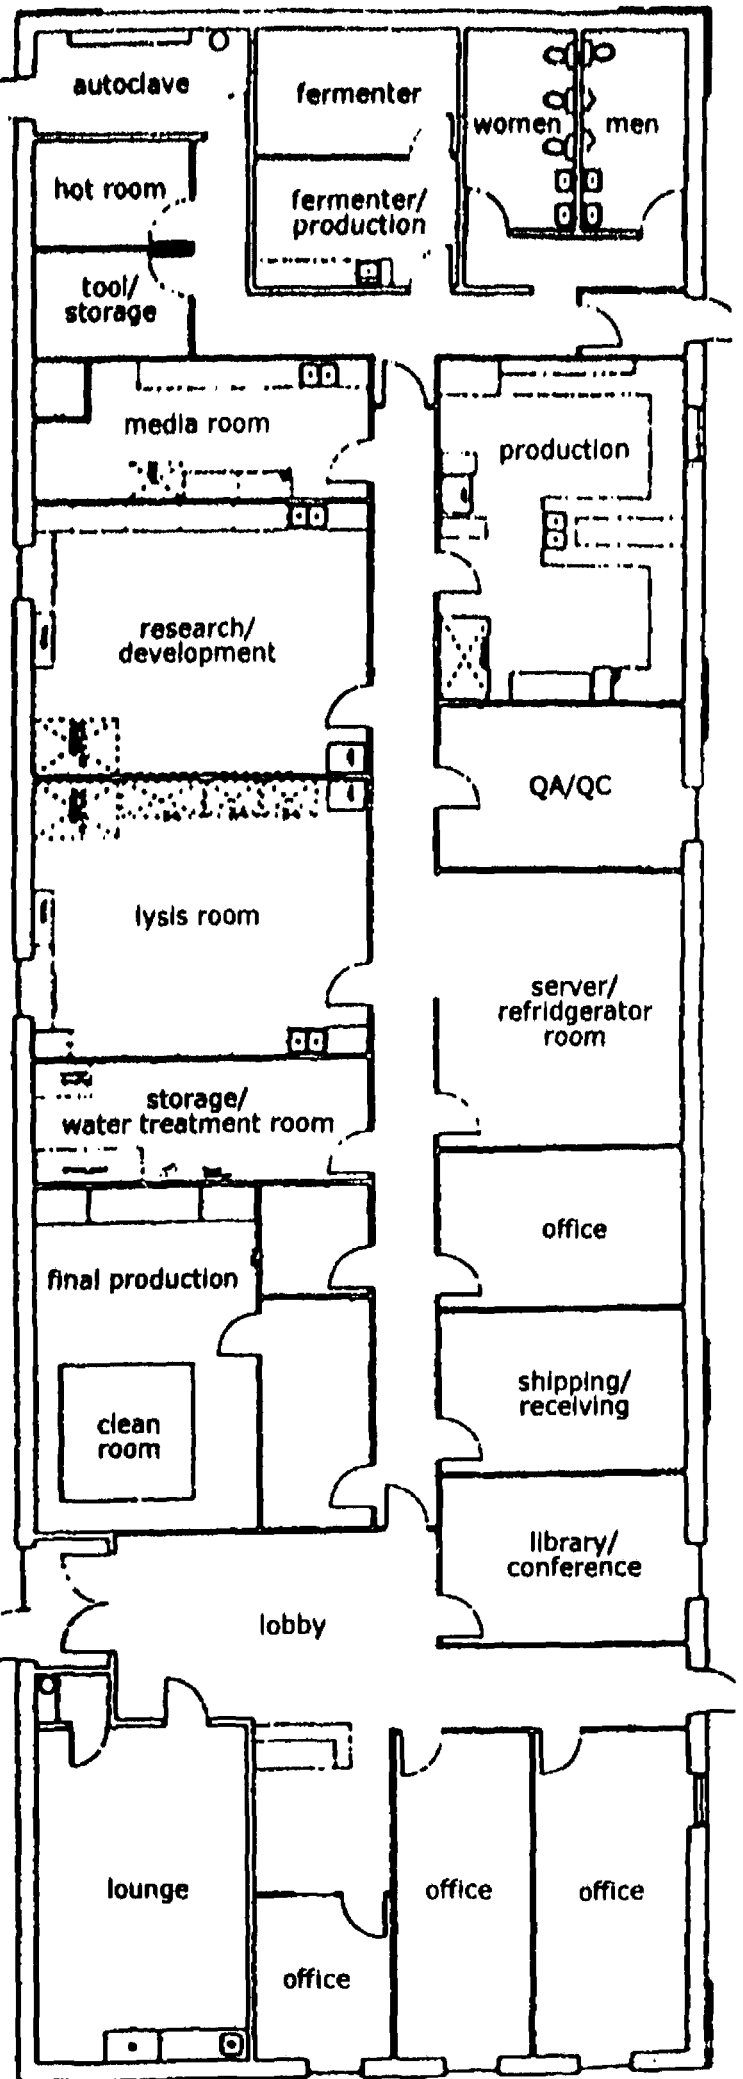 autoclave
fermenter
women
men
hot room
fermenter/
production
tool/
storage
media room
production
research/
development
QA/QC
lysis room
server/
refridgerator
room
storage/
water treatment room
office
final production
shipping/
receiving
clean
room
library/
conference
lobby
lounge
office
office
office